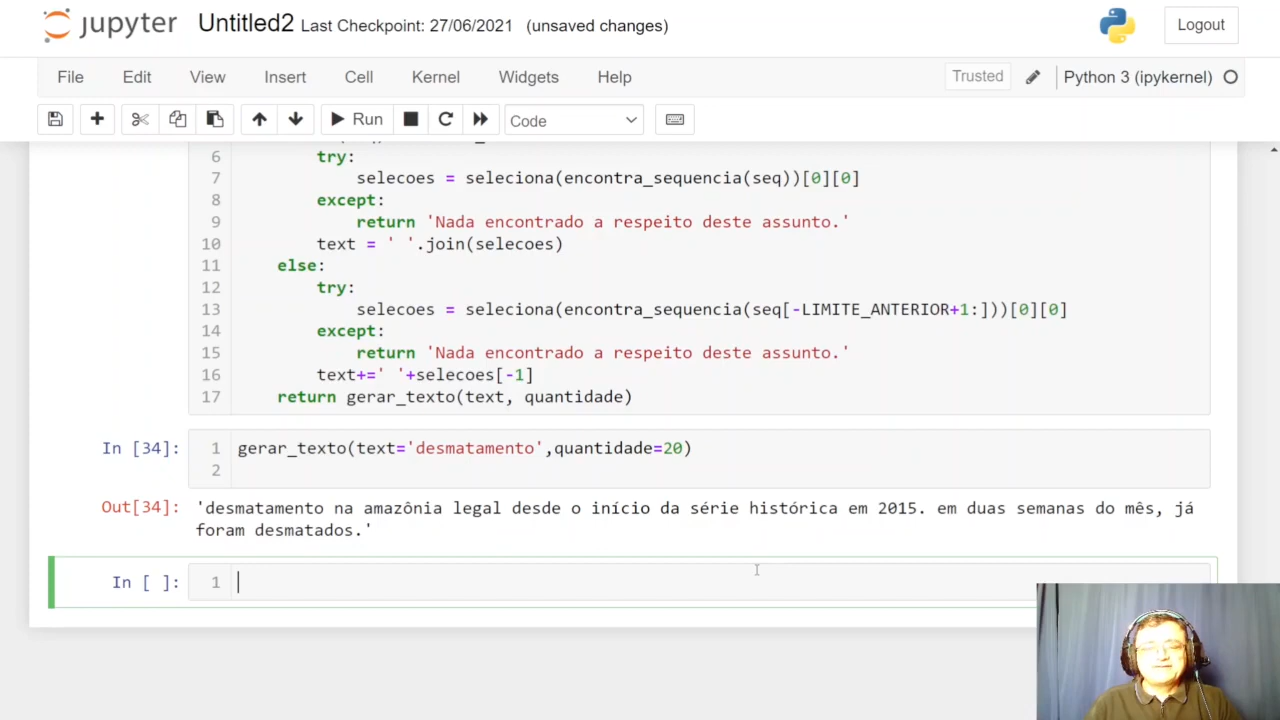 jupyter Untitled2 Last Checkpoint: 27/06/2021 (unsaved changes) Logout
File Edit View Insert Cell Kernel Widgets Help Trusted Python 3 (ipykernel)
Run Code
6 try:
7 selecoes = seleciona(encontra_sequencia(seq))[0][0]
8 except:
9 return 'Nada encontrado a respeito deste assunto.'
10 text = ' '.join(selecoes)
11 else:
12 try:
13 selecoes = seleciona(encontra_sequencia(seq[-LIMITE_ANTERIOR+1:]))[0][0]
14 except:
15 return 'Nada encontrado a respeito deste assunto.'
16 text+=' '+selecoes[-1]
17 return gerar_texto(text, quantidade)
In [34]: 1 gerar_texto(text='desmatamento',quantidade=20)
2
Out[34]: 'desmatamento na amazônia legal desde o início da série histórica em 2015. em duas semanas do mês, já
foram desmatados.'
In [ ]: 1